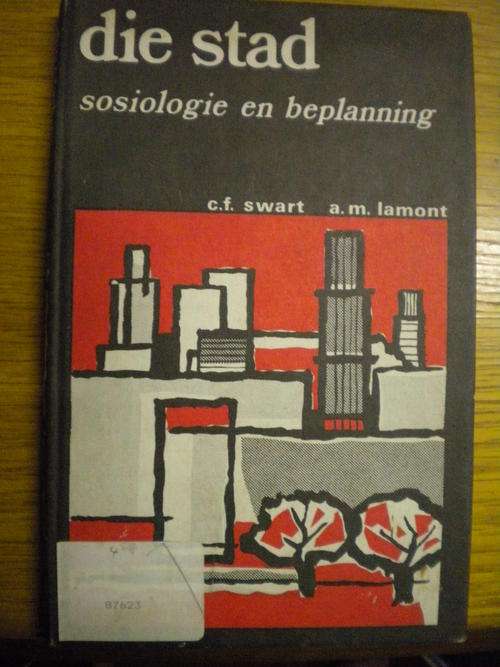 die stad
sosiologie en beplanning
c.f. swart a.m. lamont
87623